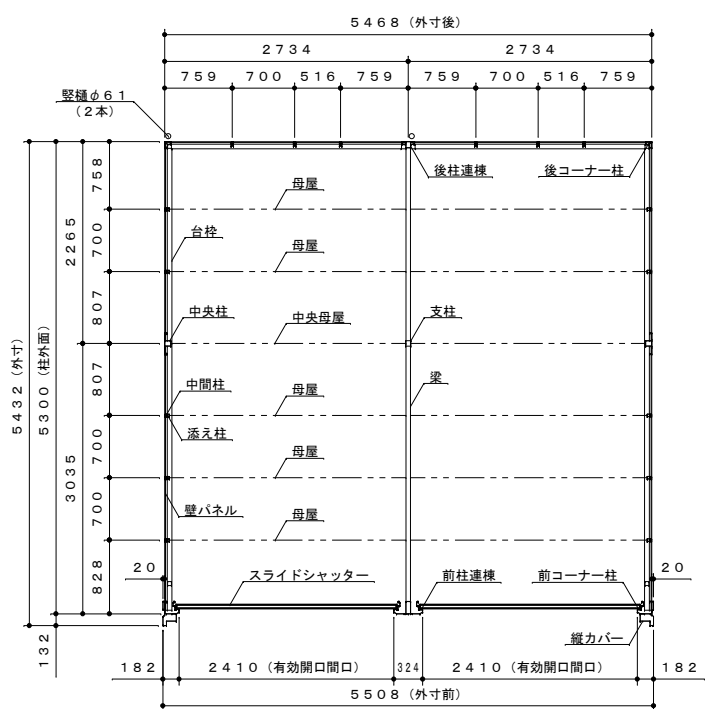 ５４６８（外寸後）
２７３４ ２７３４
７５９ ７００ ５１６ ７５９ ７５９ ７００ ５１６ ７５９
竪樋φ６１
（２本）
後柱連棟 後コーナー柱
母屋
台枠
母屋
中央柱 中央母屋 支柱
中間柱 母屋 梁
添え柱
母屋
壁パネル
母屋
スライドシャッター 前柱連棟 前コーナー柱
縦カバー
５４３２（外寸）
５３００（柱外面）
２２６５
３０３５
７５８
７００
８０７
８０７
７００
７００
８２８
１３２
２０ ２０
１８２ ２４１０（有効開口間口） ３２４ ２４１０（有効開口間口） １８２
５５０８（外寸前）